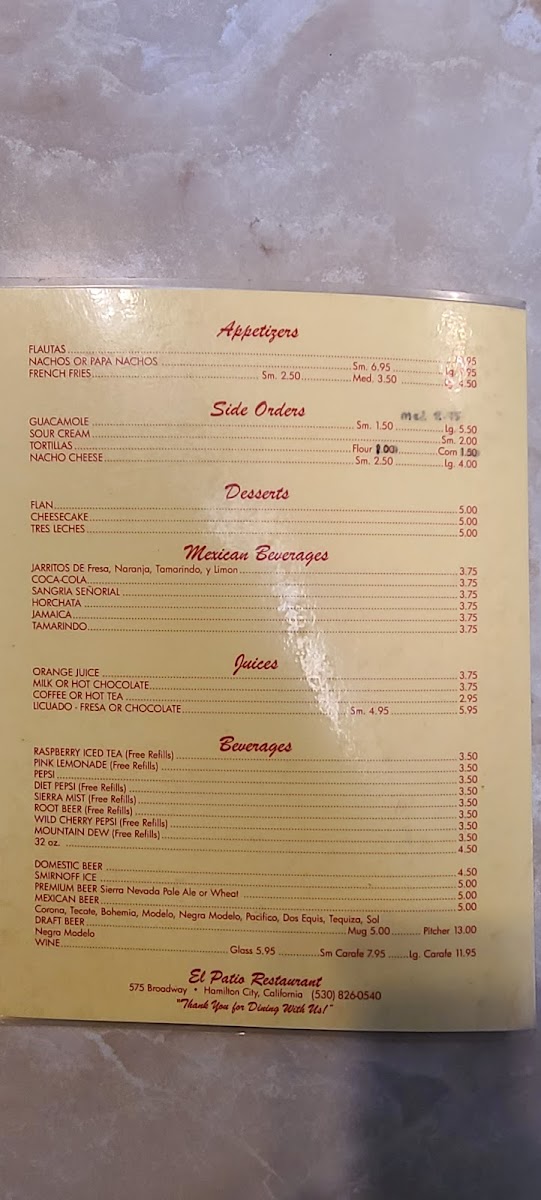 Appetizers
FLAUTAS 95
NACHOS OR PAPA NACHOS Sm. 6.95 Lg. 95
FRENCH FRIES Sm. 2.50 Med. 3.50 Lg. 4.50
Side Orders
GUACAMOLE Sm. 1.50 Lg. 5.50
SOUR CREAM Sm. 2.00
TORTILLAS Flour Corn 1.50
NACHO CHEESE Sm. 2.50 Lg. 4.00
Desserts
FLAN 5.00
CHEESECAKE 5.00
TRES LECHES 5.00
Mexican Beverages
JARRITOS DE Fresa, Naranja, Tamarindo, y Limon 3.75
COCA-COLA 3.75
SANGRIA SEÑORIAL 3.75
HORCHATA 3.75
JAMAICA 3.75
TAMARINDO 3.75
Juices
ORANGE JUICE 3.75
MILK OR HOT CHOCOLATE 3.75
COFFEE OR HOT TEA 2.95
LICUADO - FRESA OR CHOCOLATE Sm. 4.95 5.95
Beverages
RASPBERRY ICED TEA (Free Refills) 3.50
PINK LEMONADE (Free Refills) 3.50
PEPSI 3.50
DIET PEPSI (Free Refills) 3.50
SIERRA MIST (Free Refills) 3.50
ROOT BEER (Free Refills) 3.50
WILD CHERRY PEPSI (Free Refills) 3.50
MOUNTAIN DEW (Free Refills) 3.50
32 oz. 4.50
DOMESTIC BEER 4.50
SMIRNOFF ICE 5.00
PREMIUM BEER Sierra Nevada Pale Ale or Wheat 5.00
MEXICAN BEER 5.00
Corona, Tecate, Bohemia, Modelo, Negra Modelo, Pacifico, Dos Equis, Tequiza, Sol
DRAFT BEER Mug 5.00 Pitcher 13.00
Negra Modelo
WINE Glass 5.95 Sm Carafe 7.95 Lg. Carafe 11.95
El Patio Restaurant
575 Broadway • Hamilton City, California (530) 826-0540
"Thank You for Dining With Us!"